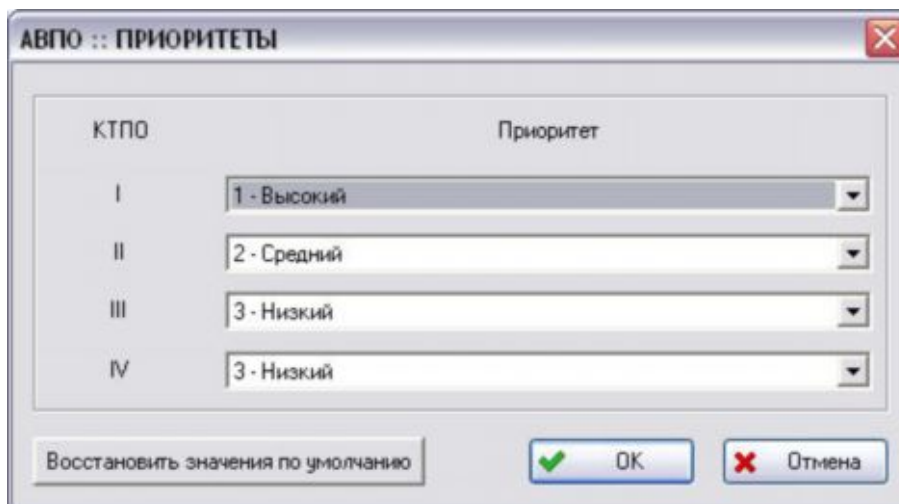 АВПО :: ПРИОРИТЕТЫ
КТПО Приоритет
I 1 - Высокий
II 2 - Средний
III 3 - Низкий
IV 3 - Низкий
Восстановить значения по умолчанию OK Отмена